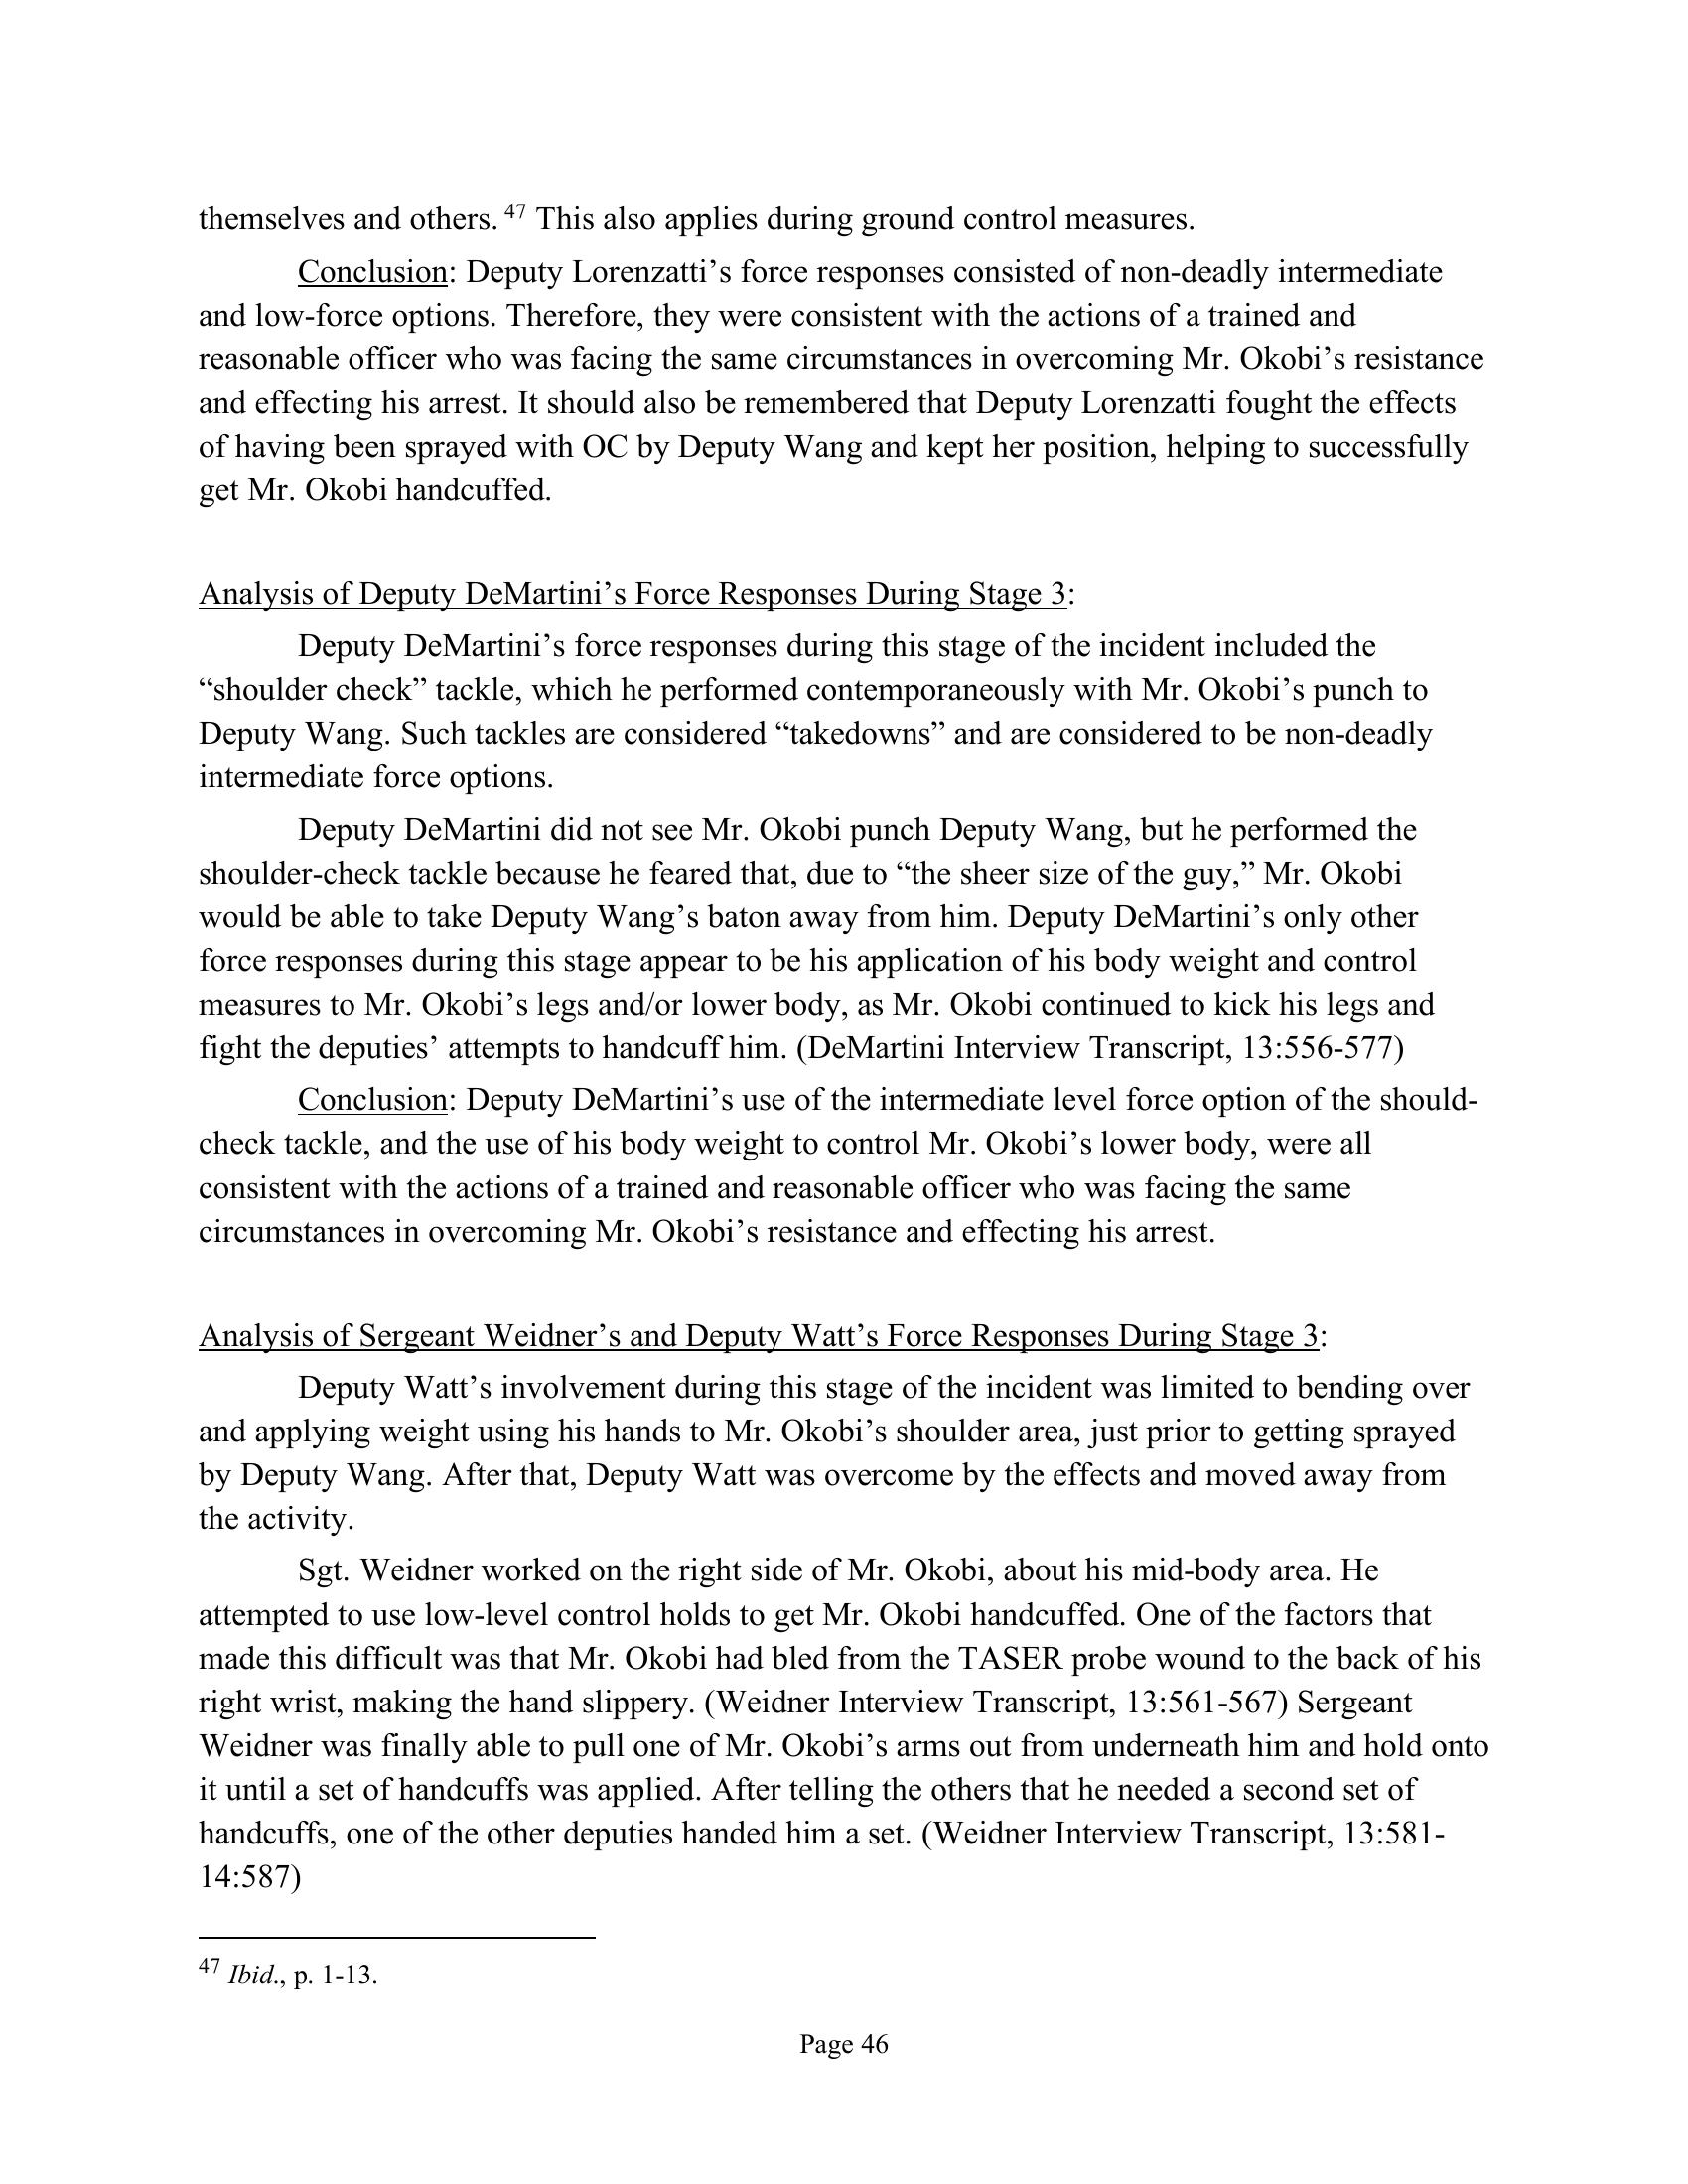 themselves and others. 47 This also applies during ground control measures.
Conclusion: Deputy Lorenzatti’s force responses consisted of non-deadly intermediate
and low-force options. Therefore, they were consistent with the actions of a trained and
reasonable officer who was facing the same circumstances in overcoming Mr. Okobi’s resistance
and effecting his arrest. It should also be remembered that Deputy Lorenzatti fought the effects
of having been sprayed with OC by Deputy Wang and kept her position, helping to successfully
get Mr. Okobi handcuffed.
Analysis of Deputy DeMartini’s Force Responses During Stage 3:
Deputy DeMartini’s force responses during this stage of the incident included the
“shoulder check” tackle, which he performed contemporaneously with Mr. Okobi’s punch to
Deputy Wang. Such tackles are considered “takedowns” and are considered to be non-deadly
intermediate force options.
Deputy DeMartini did not see Mr. Okobi punch Deputy Wang, but he performed the
shoulder-check tackle because he feared that, due to “the sheer size of the guy,” Mr. Okobi
would be able to take Deputy Wang’s baton away from him. Deputy DeMartini’s only other
force responses during this stage appear to be his application of his body weight and control
measures to Mr. Okobi’s legs and/or lower body, as Mr. Okobi continued to kick his legs and
fight the deputies’ attempts to handcuff him. (DeMartini Interview Transcript, 13:556-577)
Conclusion: Deputy DeMartini’s use of the intermediate level force option of the should-
check tackle, and the use of his body weight to control Mr. Okobi’s lower body, were all
consistent with the actions of a trained and reasonable officer who was facing the same
circumstances in overcoming Mr. Okobi’s resistance and effecting his arrest.
Analysis of Sergeant Weidner’s and Deputy Watt’s Force Responses During Stage 3:
Deputy Watt’s involvement during this stage of the incident was limited to bending over
and applying weight using his hands to Mr. Okobi’s shoulder area, just prior to getting sprayed
by Deputy Wang. After that, Deputy Watt was overcome by the effects and moved away from
the activity.
Sgt. Weidner worked on the right side of Mr. Okobi, about his mid-body area. He
attempted to use low-level control holds to get Mr. Okobi handcuffed. One of the factors that
made this difficult was that Mr. Okobi had bled from the TASER probe wound to the back of his
right wrist, making the hand slippery. (Weidner Interview Transcript, 13:561-567) Sergeant
Weidner was finally able to pull one of Mr. Okobi’s arms out from underneath him and hold onto
it until a set of handcuffs was applied. After telling the others that he needed a second set of
handcuffs, one of the other deputies handed him a set. (Weidner Interview Transcript, 13:581-
14:587)
47 Ibid., p. 1-13.
Page 46